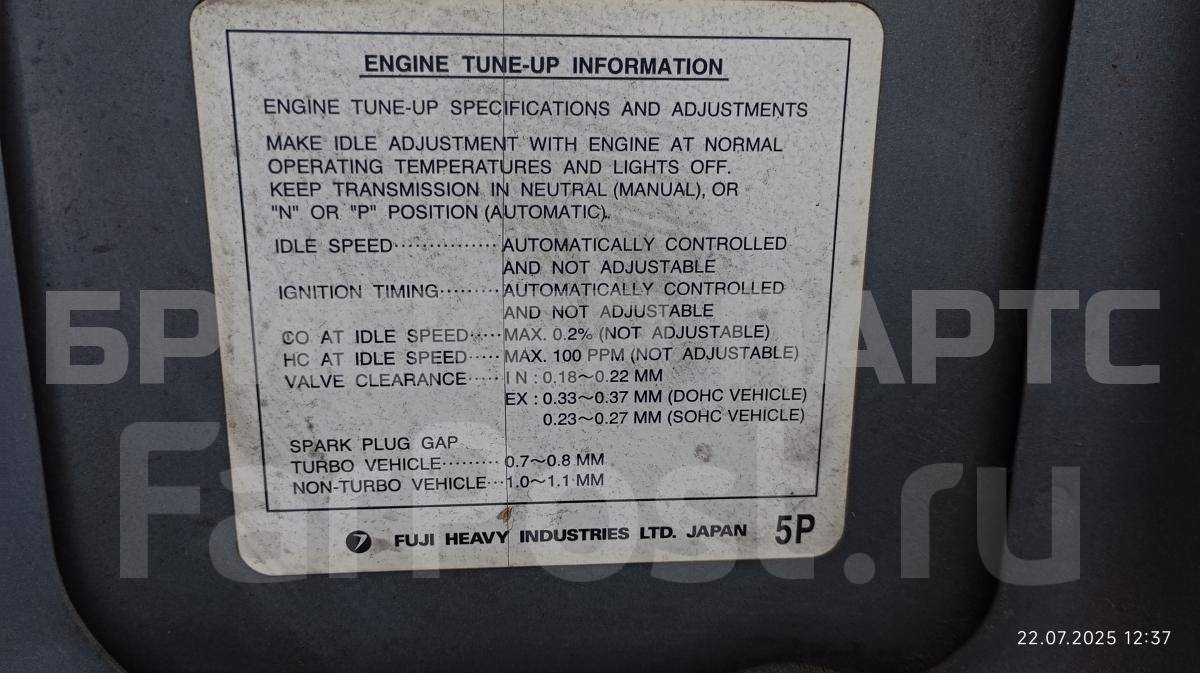 ENGINE TUNE-UP INFORMATION
ENGINE TUNE-UP SPECIFICATIONS AND ADJUSTMENTS
MAKE IDLE ADJUSTMENT WITH ENGINE AT NORMAL
OPERATING TEMPERATURES AND LIGHTS OFF.
KEEP TRANSMISSION IN NEUTRAL (MANUAL), OR
"N" OR "P" POSITION (AUTOMATIC).
IDLE SPEED··············· AUTOMATICALLY CONTROLLED
AND NOT ADJUSTABLE
IGNITION TIMING········· AUTOMATICALLY CONTROLLED
AND NOT ADJUSTABLE
CO AT IDLE SPEED····· MAX. 0.2% (NOT ADJUSTABLE)
HC AT IDLE SPEED····· MAX. 100 PPM (NOT ADJUSTABLE)
VALVE CLEARANCE····· IN : 0.18~0.22 MM
EX : 0.33~0.37 MM (DOHC VEHICLE)
0.23~0.27 MM (SOHC VEHICLE)
SPARK PLUG GAP
TURBO VEHICLE········· 0.7~0.8 MM
NON-TURBO VEHICLE··· 1.0~1.1 MM
FUJI HEAVY INDUSTRIES LTD. JAPAN 5P
FarPost.ru
22.07.2025 12:37